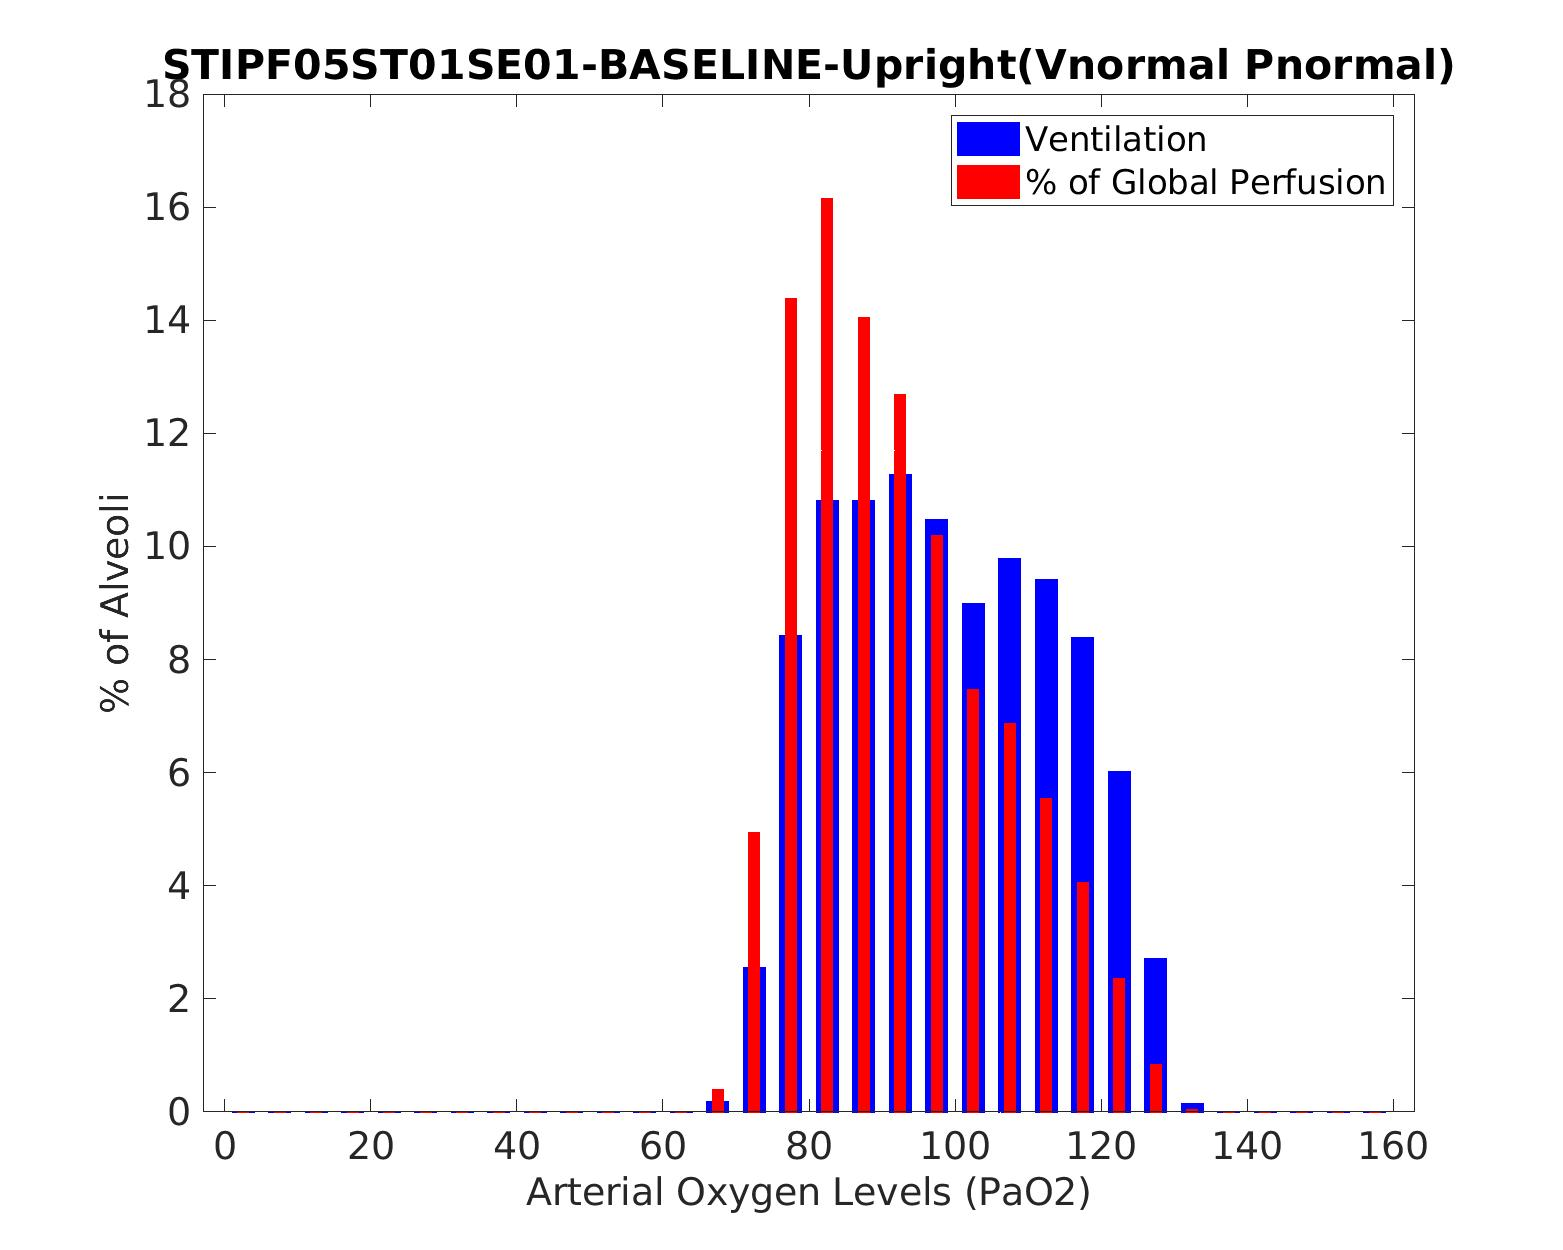 STIPF05ST01SE01-BASELINE-Upright(Vnormal Pnormal)
18
16
14
12
10
8
6
4
2
0
% of Alveoli
Ventilation
% of Global Perfusion
0 20 40 60 80 100 120 140 160
Arterial Oxygen Levels (PaO2)